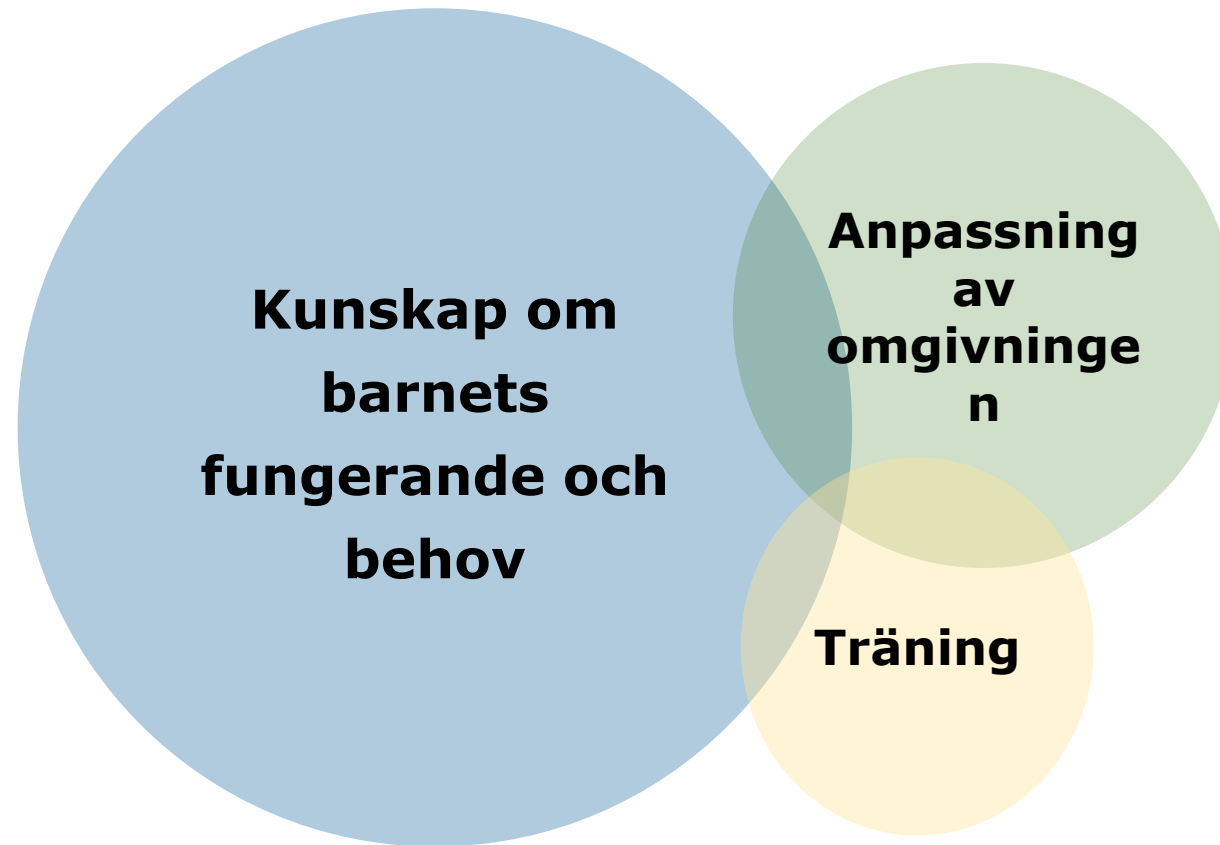 Kunskap om
barnets
fungerande och
behov
Anpassning
av
omgivninge
n
Träning